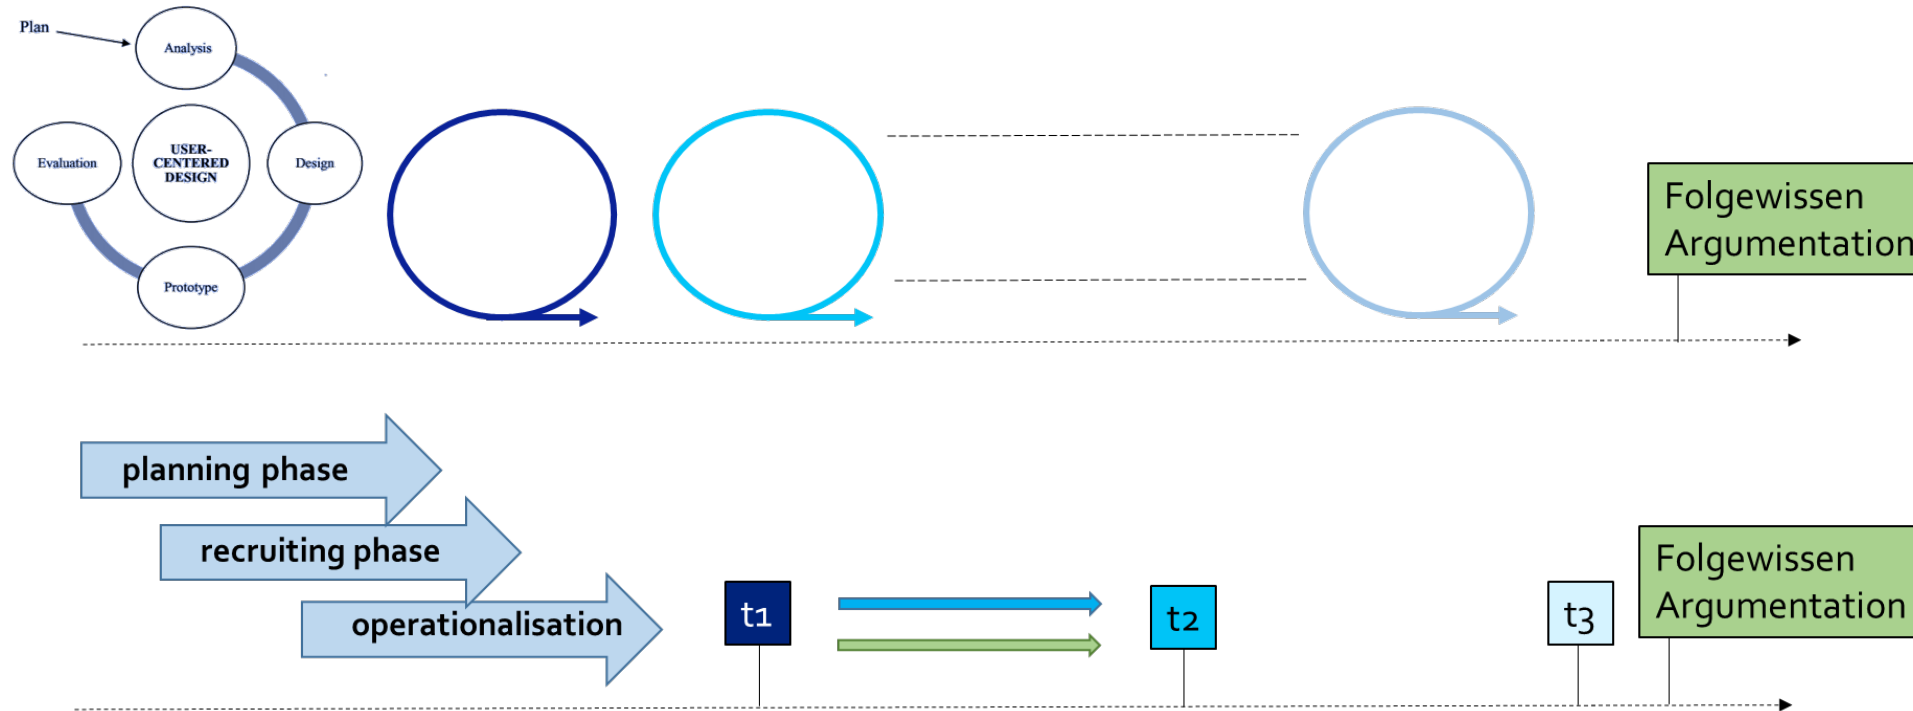 Plan
Analysis
Evaluation
USER-
CENTERED
DESIGN
Design
Prototype
Folgewissen
Argumentation
planning phase
recruiting phase
operationalisation
t1
t2
t3
Folgewissen
Argumentation